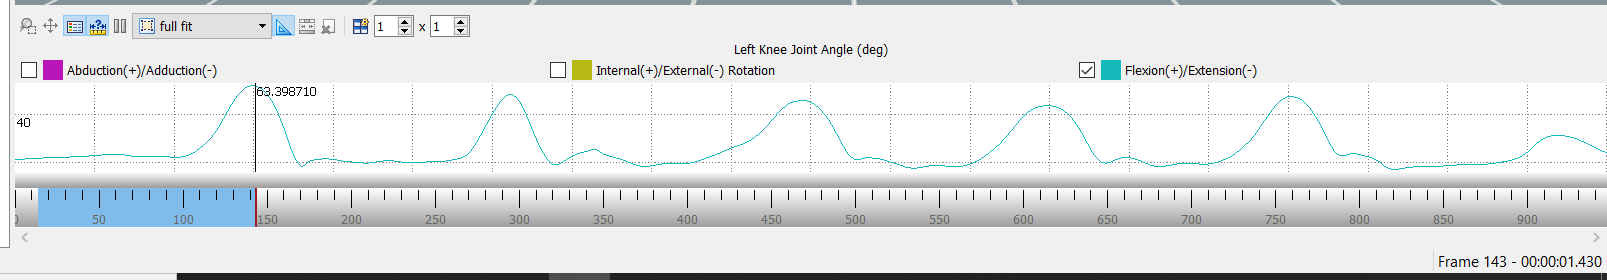 full fit 1 x 1
Left Knee Joint Angle (deg)
Abduction(+)/Adduction(-) Internal(+)/External(-) Rotation Flexion(+)/Extension(-)
63.398710
40
50 100 150 200 250 300 350 400 450 500 550 600 650 700 750 800 850 900
Frame 143 - 00:00:01.430